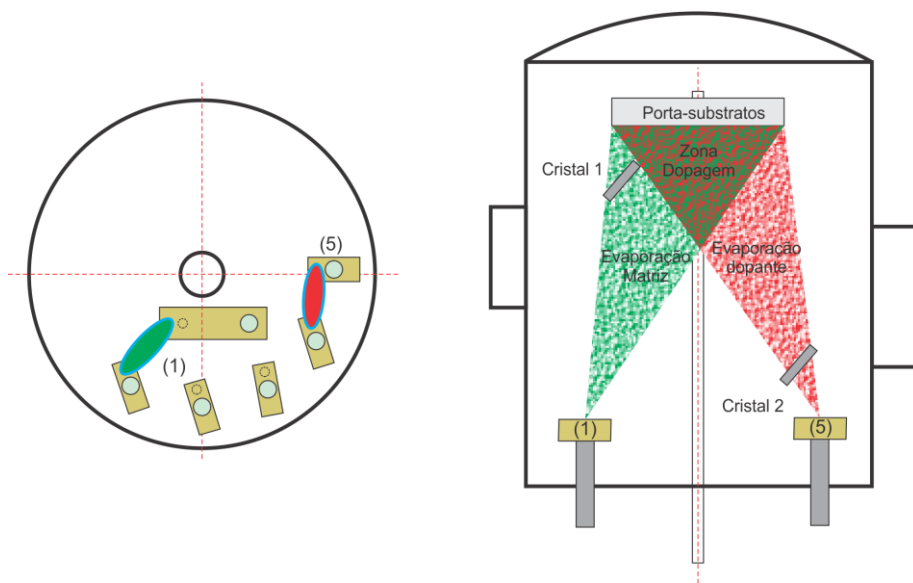 (5)
(1)
Porta-substratos
Zona
Dopagem
Cristal 1
Evaporação
Matriz
Evaporação
dopante
Cristal 2
(1)
(5)